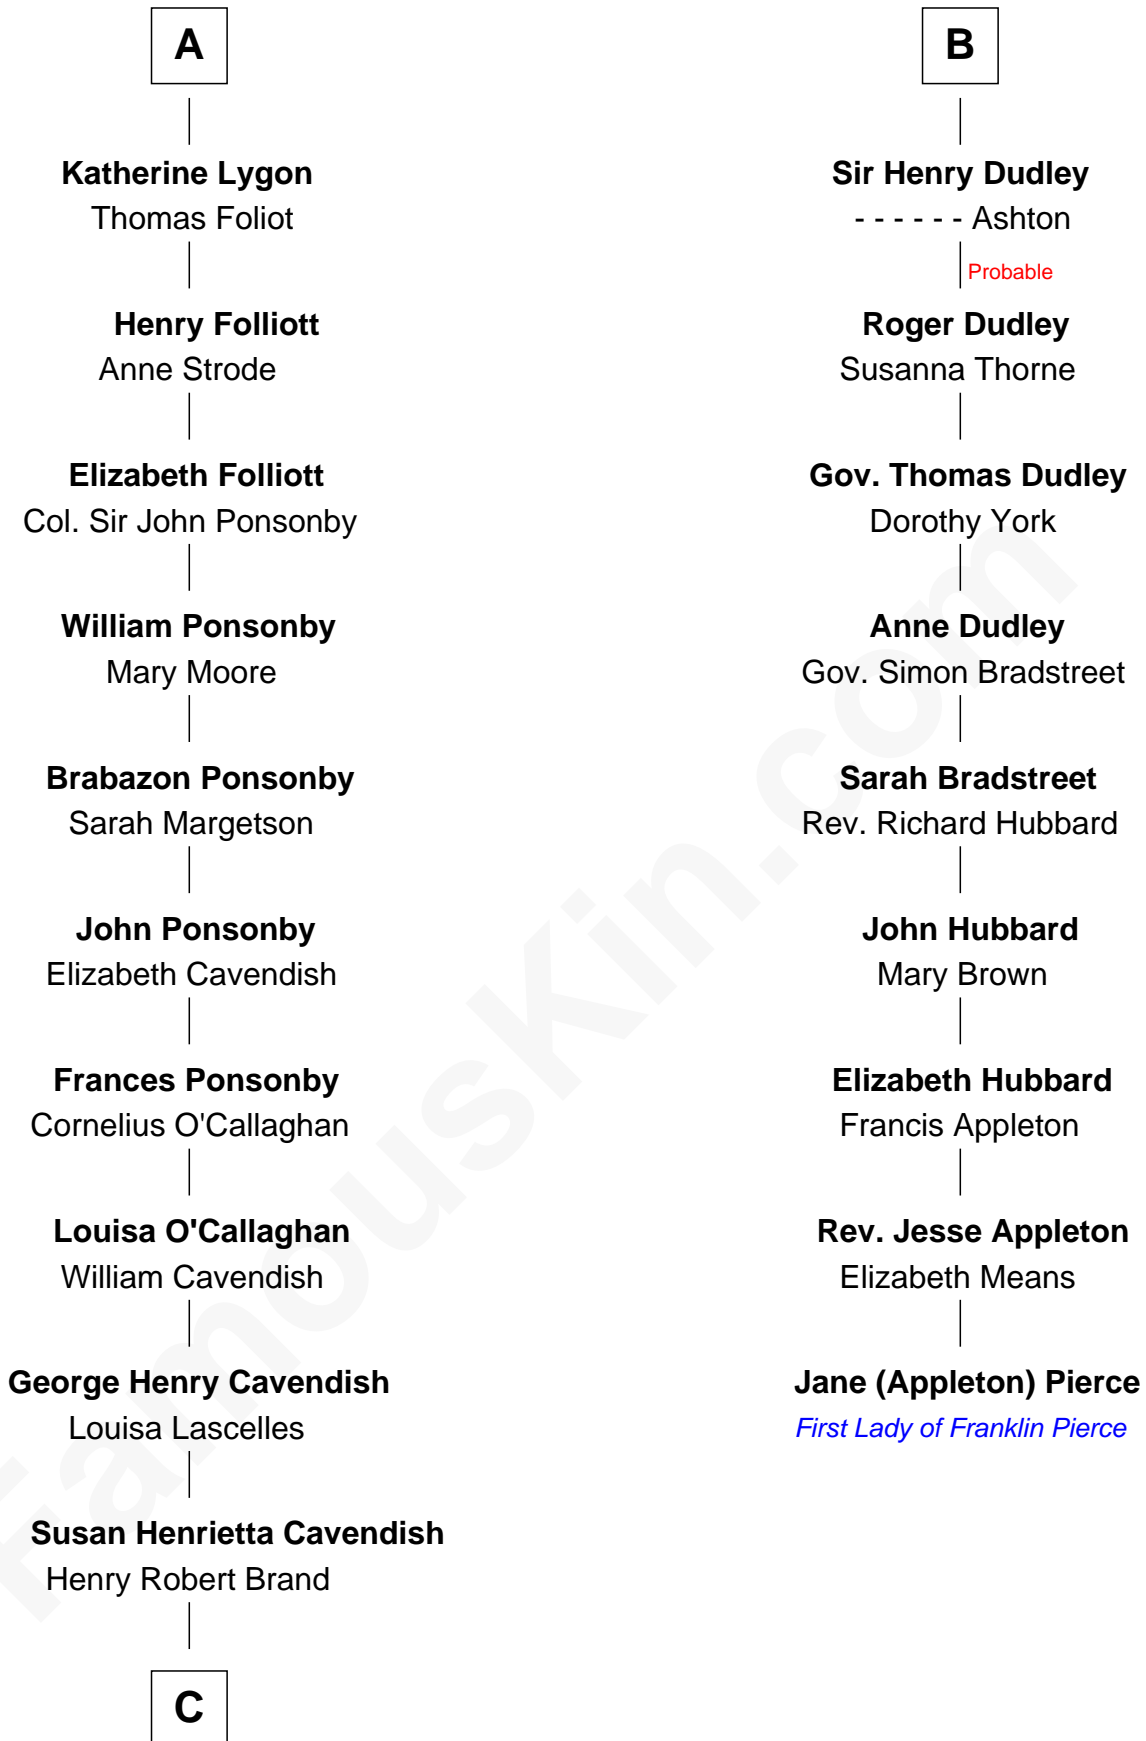 A
Katherine Lygon
Thomas Foliot
Henry Folliott
Anne Strode
Elizabeth Folliott
Col. Sir John Ponsonby
William Ponsonby
Mary Moore
Brabazon Ponsonby
Sarah Margetson
John Ponsonby
Elizabeth Cavendish
Frances Ponsonby
Cornelius O'Callaghan
Louisa O'Callaghan
William Cavendish
George Henry Cavendish
Louisa Lascelles
Susan Henrietta Cavendish
Henry Robert Brand
C
B
Sir Henry Dudley
- - - - - - Ashton
Probable
Roger Dudley
Susanna Thorne
Gov. Thomas Dudley
Dorothy York
Anne Dudley
Gov. Simon Bradstreet
Sarah Bradstreet
Rev. Richard Hubbard
John Hubbard
Mary Brown
Elizabeth Hubbard
Francis Appleton
Rev. Jesse Appleton
Elizabeth Means
Jane (Appleton) Pierce
First Lady of Franklin Pierce
FamousKin.com